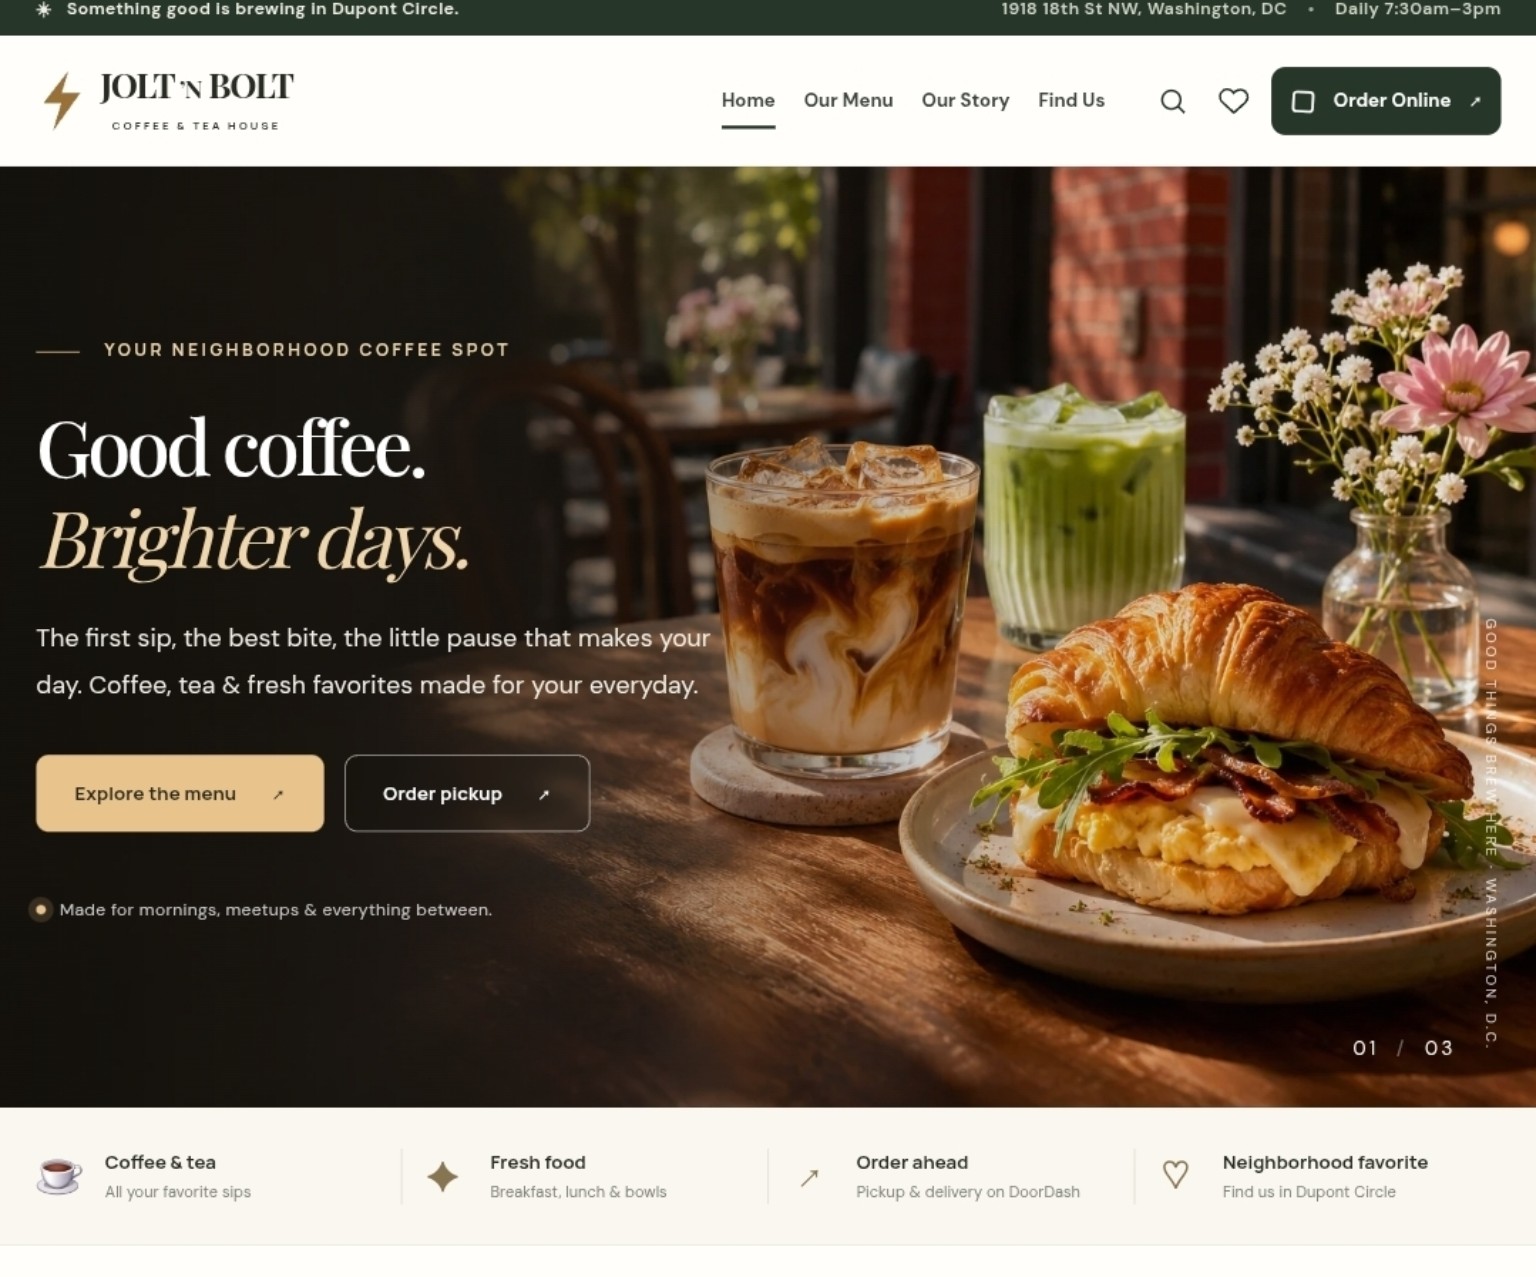 Something good is brewing in Dupont Circle.
1918 18th St NW, Washington, DC • Daily 7:30am–3pm
JOLT 'N BOLT
COFFEE & TEA HOUSE
Home
Our Menu
Our Story
Find Us
Order Online
YOUR NEIGHBORHOOD COFFEE SPOT
Good coffee.
Brighter days.
The first sip, the best bite, the little pause that makes your
day. Coffee, tea & fresh favorites made for your everyday.
Explore the menu
Order pickup
Made for mornings, meetups & everything between.
GOOD THINGS BREW HERE · WASHINGTON, D.C.
01 / 03
Coffee & tea
All your favorite sips
Fresh food
Breakfast, lunch & bowls
Order ahead
Pickup & delivery on DoorDash
Neighborhood favorite
Find us in Dupont Circle